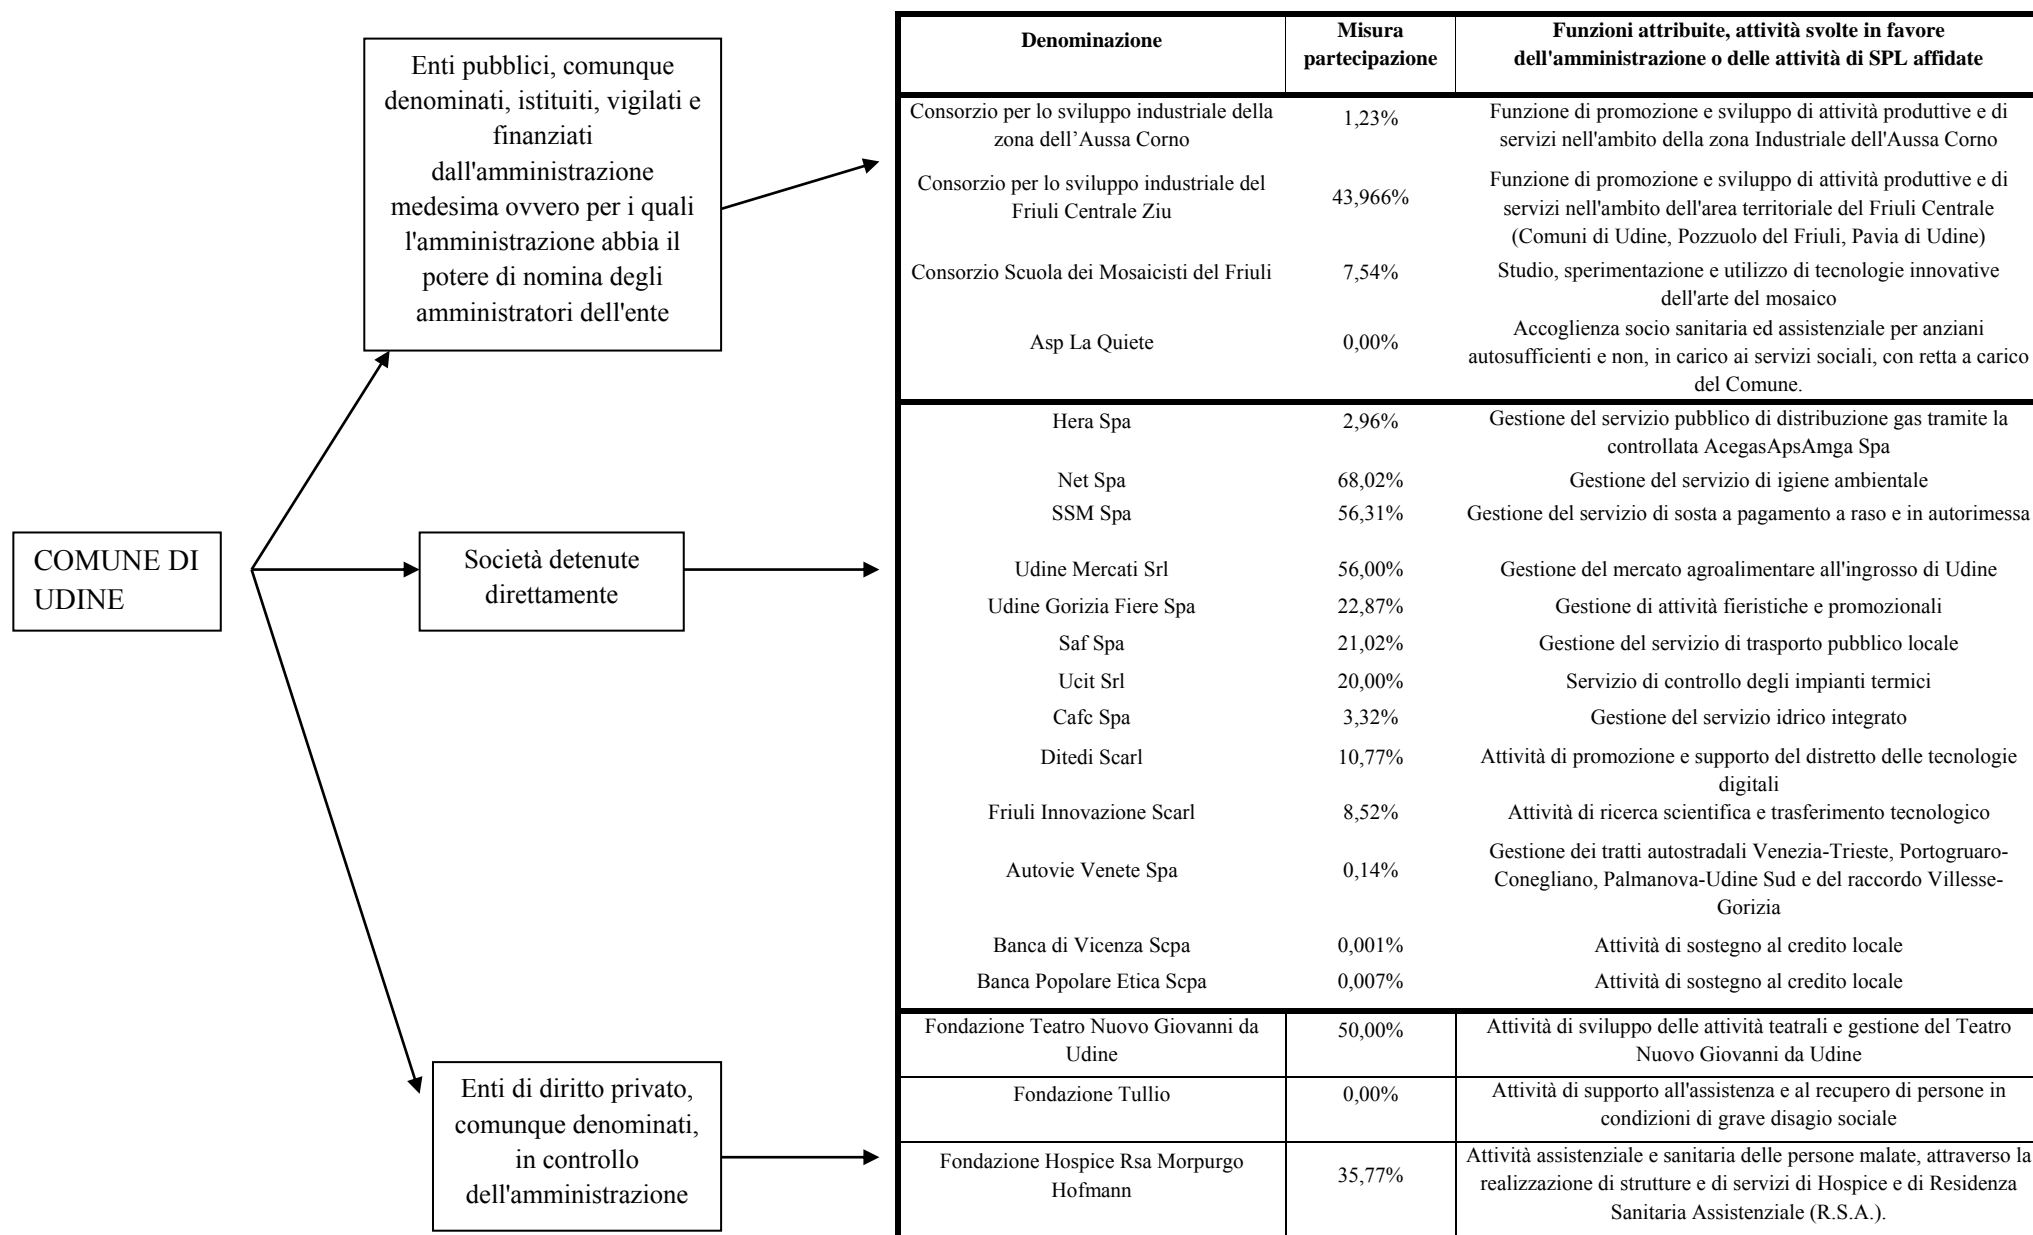 COMUNE DI
UDINE
Enti pubblici, comunque
denominati, istituiti, vigilati e
finanziati
dall'amministrazione
medesima ovvero per i quali
l'amministrazione abbia il
potere di nomina degli
amministratori dell'ente
Società detenute
direttamente
Enti di diritto privato,
comunque denominati,
in controllo
dell'amministrazione
Denominazione
Misura
partecipazione
Funzioni attribuite, attività svolte in favore
dell'amministrazione o delle attività di SPL affidate
Consorzio per lo sviluppo industriale della
zona dell’Aussa Corno
1,23%
Funzione di promozione e sviluppo di attività produttive e di
servizi nell'ambito della zona Industriale dell'Aussa Corno
Consorzio per lo sviluppo industriale del
Friuli Centrale Ziu
43,966%
Funzione di promozione e sviluppo di attività produttive e di
servizi nell'ambito dell'area territoriale del Friuli Centrale
(Comuni di Udine, Pozzuolo del Friuli, Pavia di Udine)
Consorzio Scuola dei Mosaicisti del Friuli
7,54%
Studio, sperimentazione e utilizzo di tecnologie innovative
dell'arte del mosaico
Asp La Quiete
0,00%
Accoglienza socio sanitaria ed assistenziale per anziani
autosufficienti e non, in carico ai servizi sociali, con retta a carico
del Comune.
Hera Spa
2,96%
Gestione del servizio pubblico di distribuzione gas tramite la
controllata AcegasApsAmga Spa
Net Spa
68,02%
Gestione del servizio di igiene ambientale
SSM Spa
56,31%
Gestione del servizio di sosta a pagamento a raso e in autorimessa
Udine Mercati Srl
56,00%
Gestione del mercato agroalimentare all'ingrosso di Udine
Udine Gorizia Fiere Spa
22,87%
Gestione di attività fieristiche e promozionali
Saf Spa
21,02%
Gestione del servizio di trasporto pubblico locale
Ucit Srl
20,00%
Servizio di controllo degli impianti termici
Cafc Spa
3,32%
Gestione del servizio idrico integrato
Ditedi Scarl
10,77%
Attività di promozione e supporto del distretto delle tecnologie
digitali
Friuli Innovazione Scarl
8,52%
Attività di ricerca scientifica e trasferimento tecnologico
Autovie Venete Spa
0,14%
Gestione dei tratti autostradali Venezia-Trieste, Portogruaro-
Conegliano, Palmanova-Udine Sud e del raccordo Villesse-
Gorizia
Banca di Vicenza Scpa
0,001%
Attività di sostegno al credito locale
Banca Popolare Etica Scpa
0,007%
Attività di sostegno al credito locale
Fondazione Teatro Nuovo Giovanni da
Udine
50,00%
Attività di sviluppo delle attività teatrali e gestione del Teatro
Nuovo Giovanni da Udine
Fondazione Tullio
0,00%
Attività di supporto all'assistenza e al recupero di persone in
condizioni di grave disagio sociale
Fondazione Hospice Rsa Morpurgo
Hofmann
35,77%
Attività assistenziale e sanitaria delle persone malate, attraverso la
realizzazione di strutture e di servizi di Hospice e di Residenza
Sanitaria Assistenziale (R.S.A.).